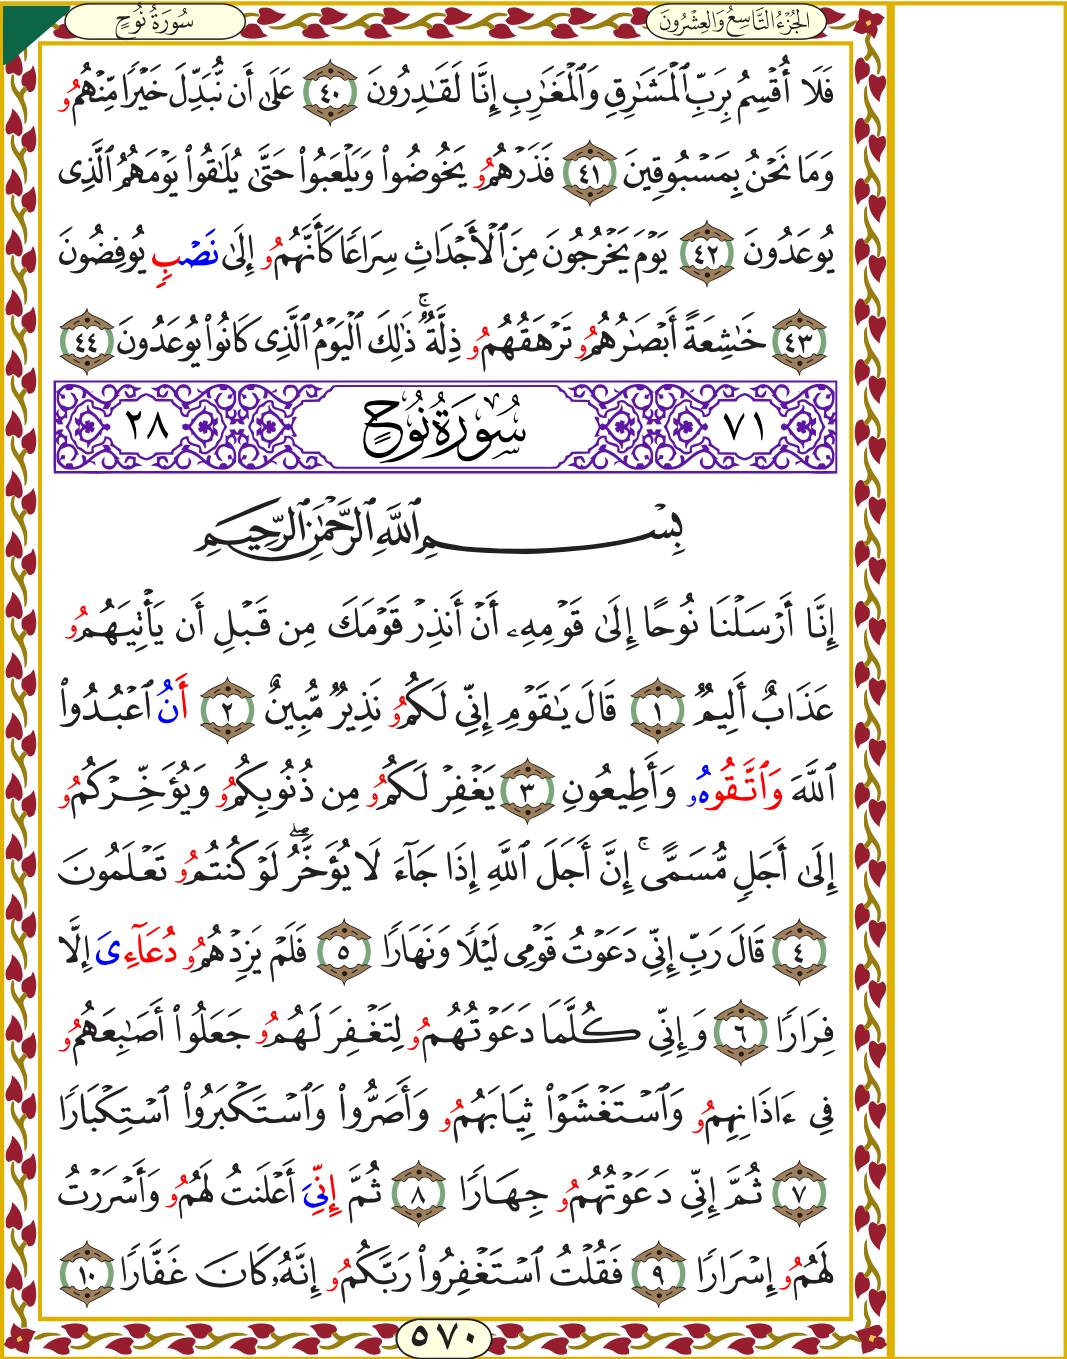 الجُزْءُ التَّاسِعُ وَالعِشْرُونَ
سُورَةُ نُوحٍ
فَلَا أُقْسِمُ بِرَبِّ ٱلْمَشَـٰرِقِ وَٱلْمَغَـٰرِبِ إِنَّا لَقَـٰدِرُونَ ٤٠ عَلَىٰ أَن نُّبَدِّلَ خَيْرًا مِّنْهُمُۥ
وَمَا نَحْنُ بِمَسْبُوقِينَ ٤١ فَذَرْهُمُۥ يَخُوضُوا۟ وَيَلْعَبُوا۟ حَتَّىٰ يُلَـٰقُوا۟ يَوْمَهُمُ ٱلَّذِى
يُوعَدُونَ ٤٢ يَوْمَ يَخْرُجُونَ مِنَ ٱلْأَجْدَاثِ سِرَاعًا كَأَنَّهُمُۥ إِلَىٰ نَصْبٍ يُوفِضُونَ
٤٣ خَـٰشِعَةً أَبْصَـٰرُهُمُۥ تَرْهَقُهُمُۥ ذِلَّةٌ ۚ ذَٰلِكَ ٱلْيَوْمُ ٱلَّذِى كَانُوا۟ يُوعَدُونَ ٤٤
٧١ سُورَةُ نُوحٍ ٢٨
بِسْمِ ٱللَّهِ ٱلرَّحْمَـٰنِ ٱلرَّحِيمِ
إِنَّا أَرْسَلْنَا نُوحًا إِلَىٰ قَوْمِهِۦ أَنْ أَنذِرْ قَوْمَكَ مِن قَبْلِ أَن يَأْتِيَهُمُۥ
عَذَابٌ أَلِيمٌ ١ قَالَ يَـٰقَوْمِ إِنِّى لَكُمُۥ نَذِيرٌ مُّبِينٌ ٢ أَنُ ٱعْبُدُوا۟
ٱللَّهَ وَٱتَّقُوهُۥ وَأَطِيعُونِ ٣ يَغْفِرْ لَكُمُۥ مِن ذُنُوبِكُمُۥ وَيُؤَخِّرْكُمُۥ
إِلَىٰ أَجَلٍ مُّسَمًّى ۚ إِنَّ أَجَلَ ٱللَّهِ إِذَا جَآءَ لَا يُؤَخَّرُ ۖ لَوْ كُنتُمُۥ تَعْلَمُونَ
٤ قَالَ رَبِّ إِنِّى دَعَوْتُ قَوْمِى لَيْلًا وَنَهَارًا ٥ فَلَمْ يَزِدْهُمُۥ دُعَآءِىَ إِلَّا
فِرَارًا ٦ وَإِنِّى كُلَّمَا دَعَوْتُهُمُۥ لِتَغْفِرَ لَهُمُۥ جَعَلُوا۟ أَصَـٰبِعَهُمُۥ
فِى ءَاذَانِهِمُۥ وَٱسْتَغْشَوْا۟ ثِيَابَهُمُۥ وَأَصَرُّوا۟ وَٱسْتَكْبَرُوا۟ ٱسْتِكْبَارًا
٧ ثُمَّ إِنِّى دَعَوْتُهُمُۥ جِهَارًا ٨ ثُمَّ إِنِّىَ أَعْلَنتُ لَهُمُۥ وَأَسْرَرْتُ
لَهُمُۥ إِسْرَارًا ٩ فَقُلْتُ ٱسْتَغْفِرُوا۟ رَبَّكُمُۥ إِنَّهُۥ كَانَ غَفَّارًا ١٠
٥٧٠